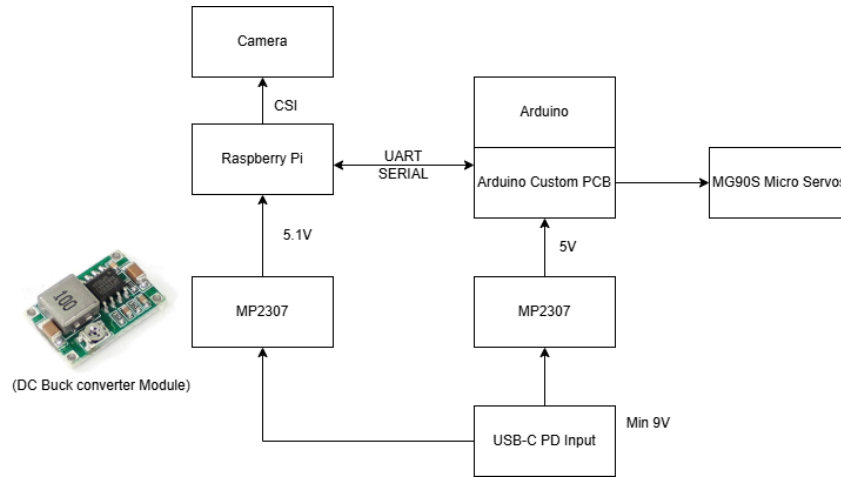 Camera
CSI
Arduino
Raspberry Pi
UART
SERIAL
Arduino Custom PCB
MG90S Micro Servos
5.1V
5V
100
MP2307
MP2307
(DC Buck converter Module)
USB-C PD Input
Min 9V